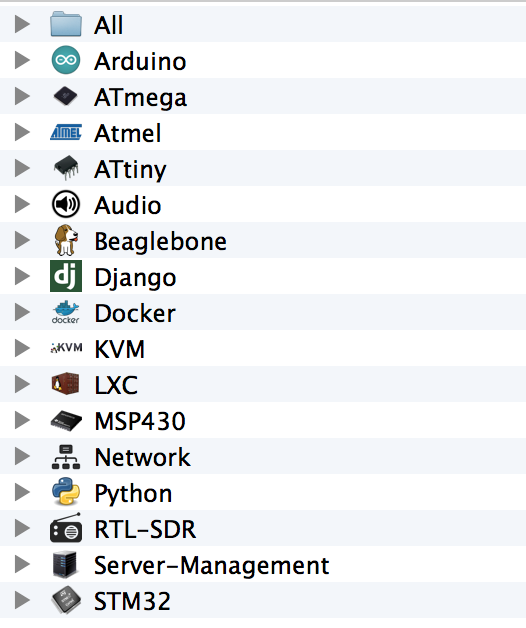 All
Arduino
ATmega
ATMEL Atmel
ATtiny
Audio
Beaglebone
dj Django
docker Docker
KVM KVM
LXC
MSP430
Network
Python
RTL-SDR
Server-Management
STM32